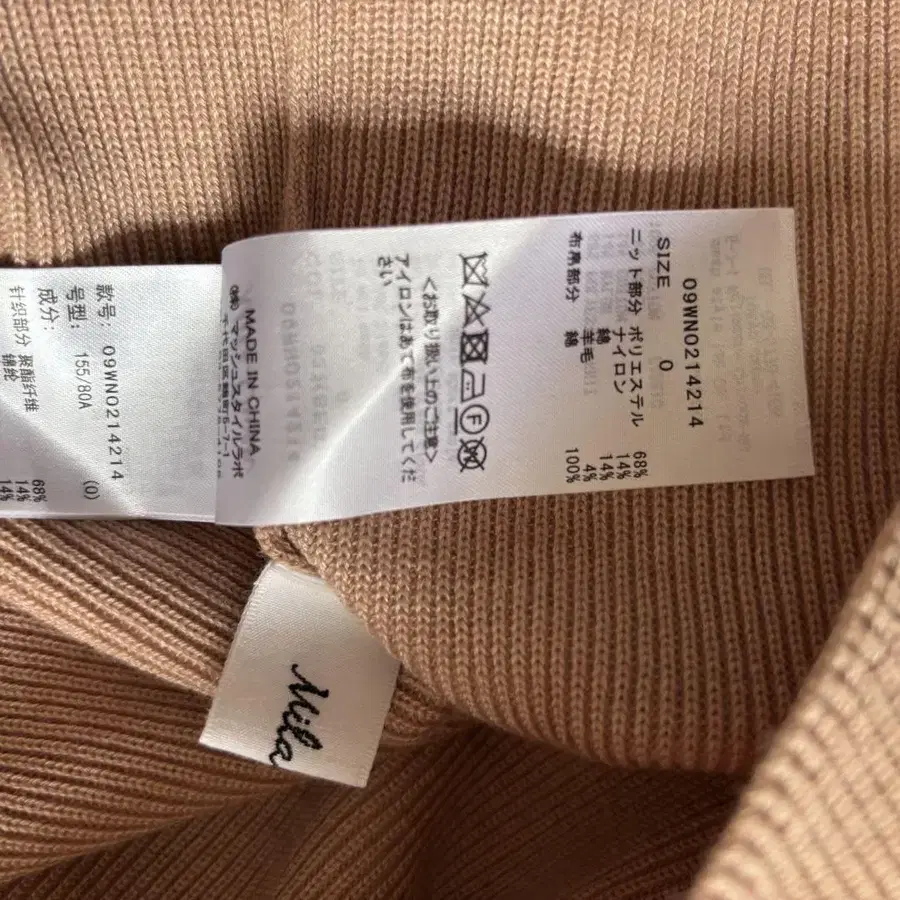 09WNO214214
SIZE 0
ニット部分 ポリエステル 68%
ナイロン 14%
綿 14%
羊毛 4%
布帛部分 綿 100%
<お取り扱い上のご注意>
アイロンはあて布を使用してくだ
さい
MADE IN CHINA
(株)マッシュスタイルラボ
款号: 09WNO214214
号型: 155/80A (0)
成分:
针织部分 聚酯纤维 68%
锦纶 14%
14%
Mila